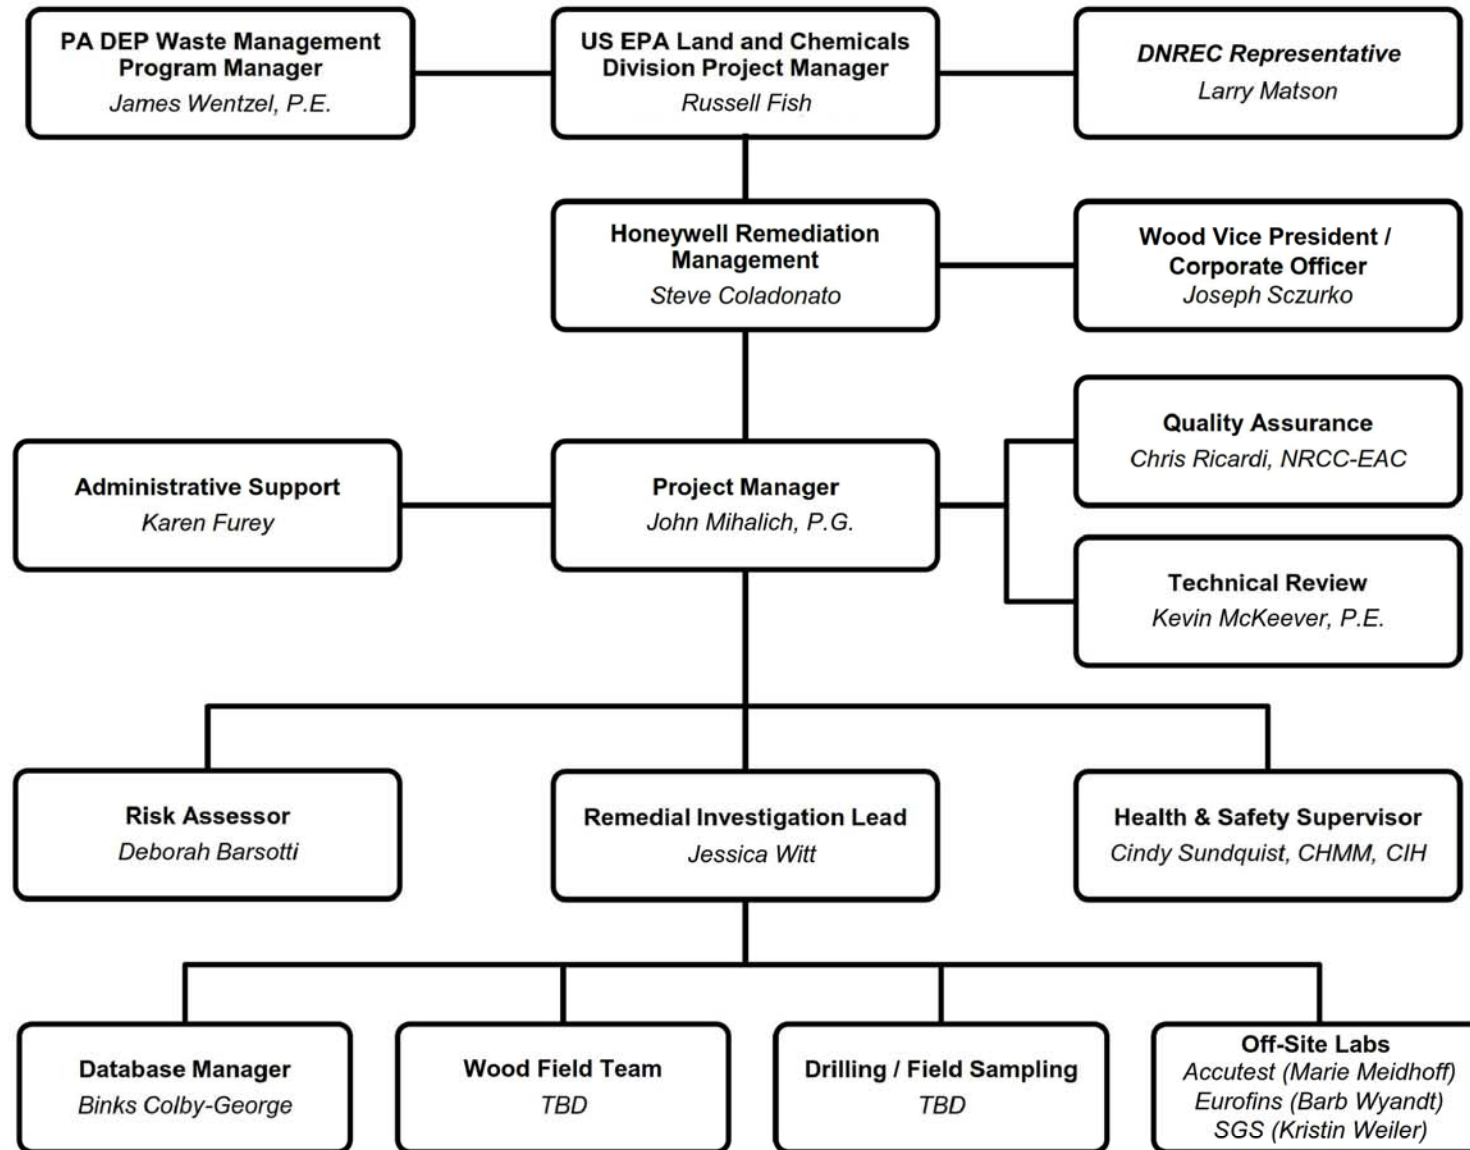 PA DEP Waste Management
Program Manager
James Wentzel, P.E.
US EPA Land and Chemicals
Division Project Manager
Russell Fish
DNREC Representative
Larry Matson
Honeywell Remediation
Management
Steve Coladonato
Wood Vice President /
Corporate Officer
Joseph Sczurko
Quality Assurance
Chris Ricardi, NRCC-EAC
Administrative Support
Karen Furey
Project Manager
John Mihalich, P.G.
Technical Review
Kevin McKeever, P.E.
Risk Assessor
Deborah Barsotti
Remedial Investigation Lead
Jessica Witt
Health & Safety Supervisor
Cindy Sundquist, CHMM, CIH
Database Manager
Binks Colby-George
Wood Field Team
TBD
Drilling / Field Sampling
TBD
Off-Site Labs
Accutest (Marie Meidhoff)
Eurofins (Barb Wyandt)
SGS (Kristin Weiler)